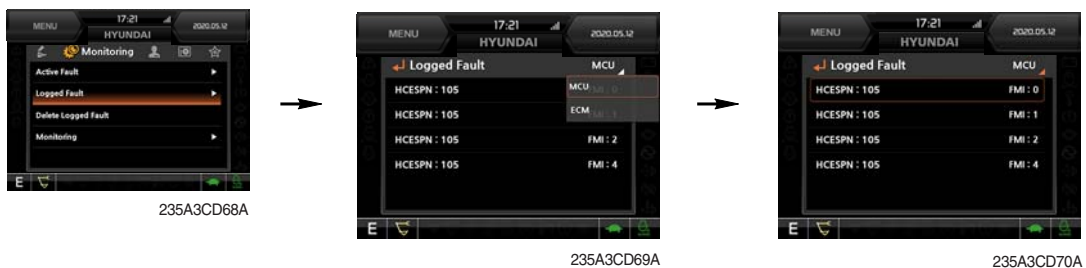 MENU
17:21
HYUNDAI
2020.05.12
Monitoring
Active Fault
Logged Fault
Delete Logged Fault
Monitoring
E
235A3CD68A
MENU
17:21
HYUNDAI
2020.05.12
Logged Fault MCU
HCESPN : 105
MCU
HCESPN : 105
ECM
HCESPN : 105 FMI : 2
HCESPN : 105 FMI : 4
E
235A3CD69A
MENU
17:21
HYUNDAI
2020.05.12
Logged Fault MCU
HCESPN : 105 FMI : 0
HCESPN : 105 FMI : 1
HCESPN : 105 FMI : 2
HCESPN : 105 FMI : 4
E
235A3CD70A